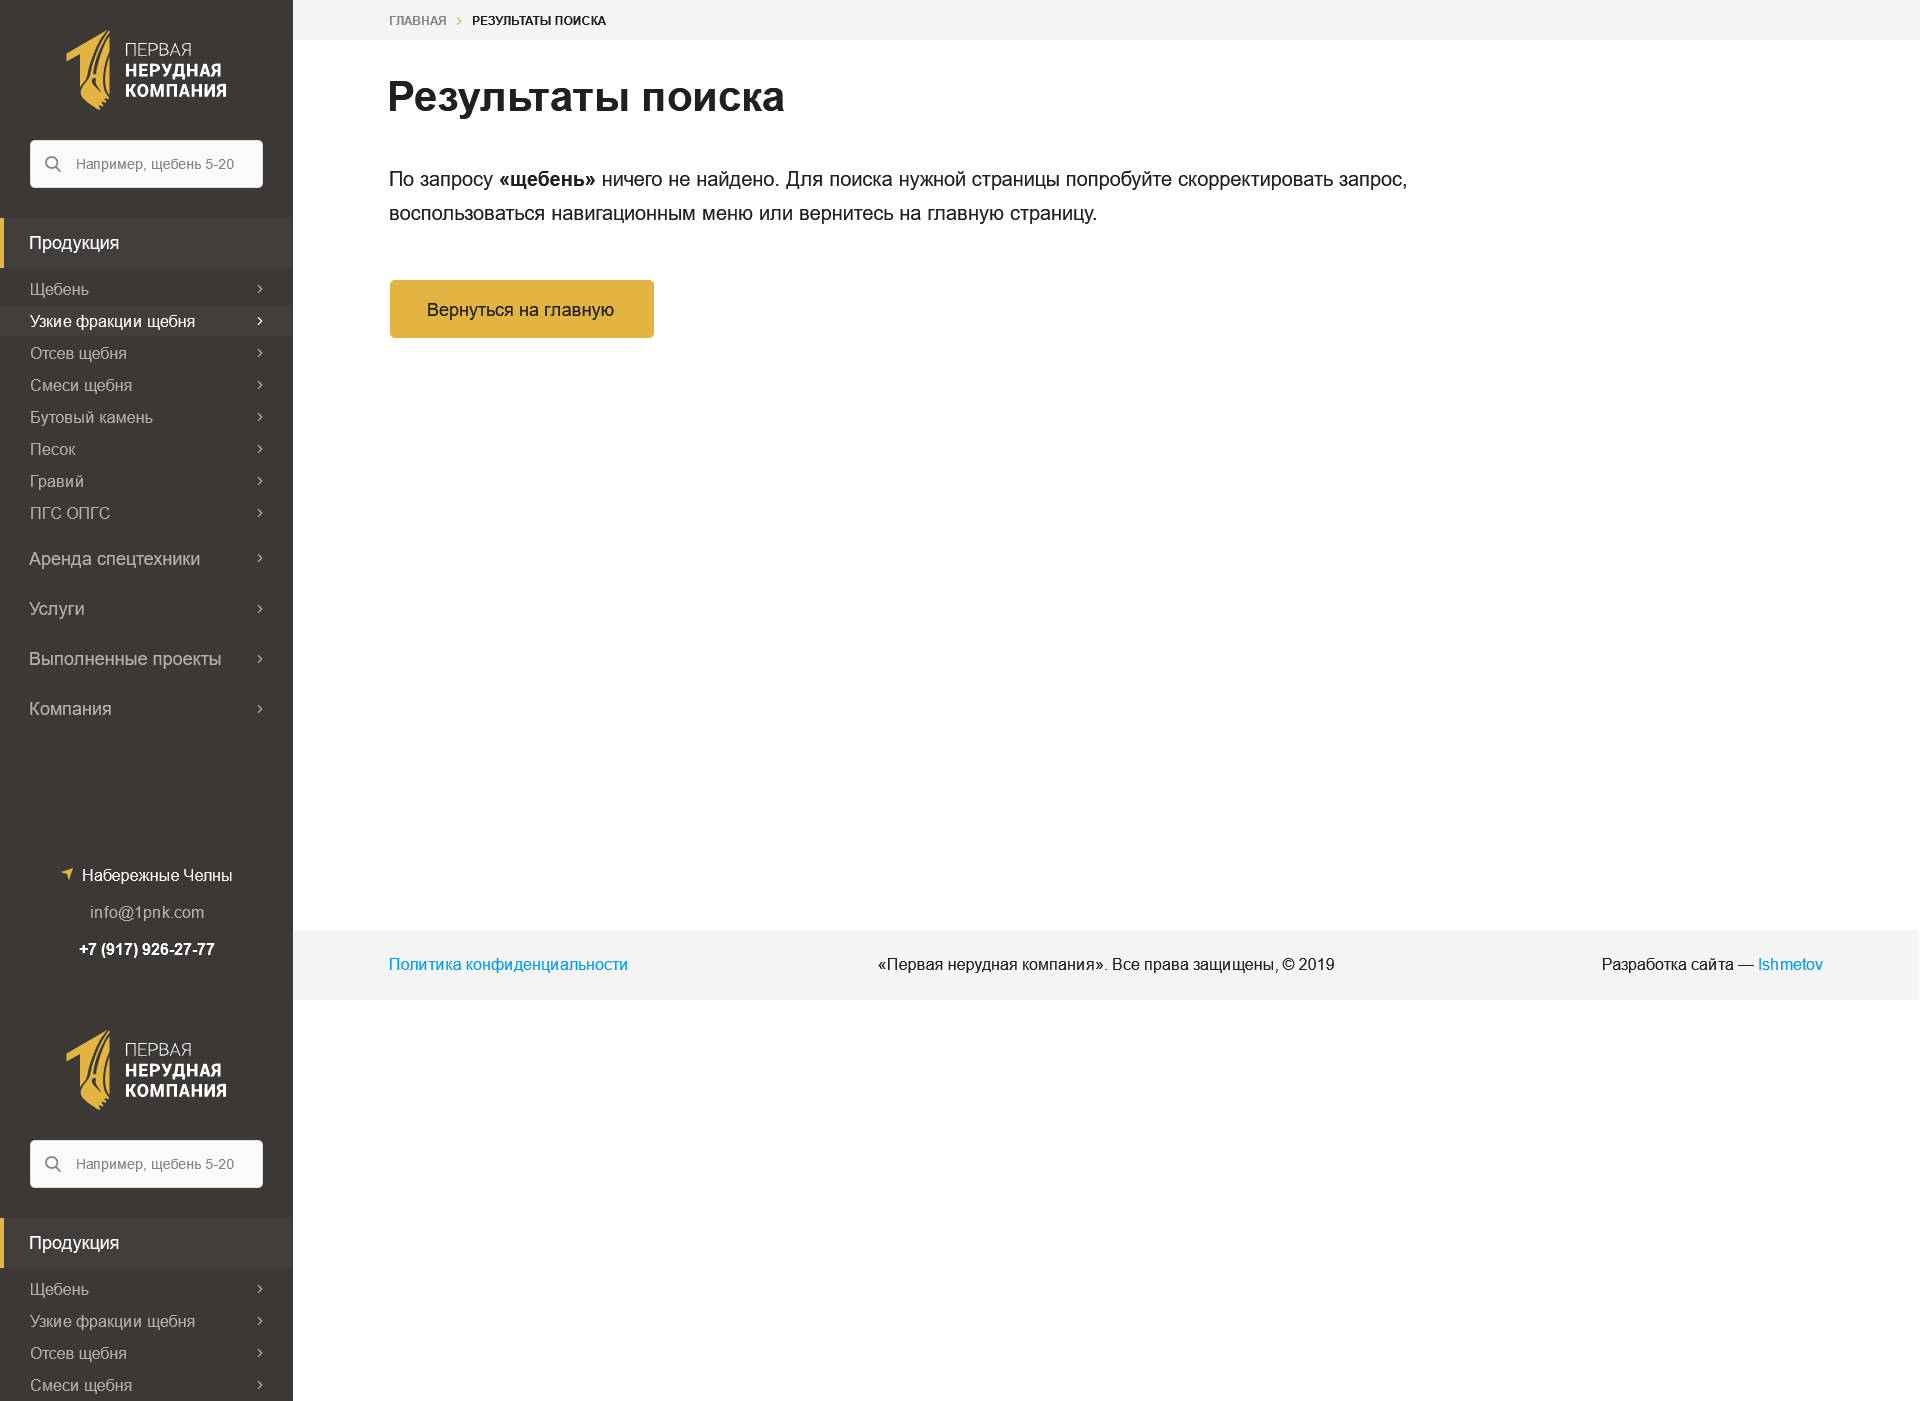 ПЕРВАЯ
НЕРУДНАЯ
КОМПАНИЯ
Например, щебень 5-20
Продукция
Щебень
Узкие фракции щебня
Отсев щебня
Смеси щебня
Бутовый камень
Песок
Гравий
ПГС ОПГС
Аренда спецтехники
Услуги
Выполненные проекты
Компания
Набережные Челны
info@1pnk.com
+7 (917) 926-27-77
ПЕРВАЯ
НЕРУДНАЯ
КОМПАНИЯ
Например, щебень 5-20
Продукция
Щебень
Узкие фракции щебня
Отсев щебня
Смеси щебня
ГЛАВНАЯ > РЕЗУЛЬТАТЫ ПОИСКА
Результаты поиска
По запросу «щебень» ничего не найдено. Для поиска нужной страницы попробуйте скорректировать запрос,
воспользоваться навигационным меню или вернитесь на главную страницу.
Вернуться на главную
Политика конфиденциальности
«Первая нерудная компания». Все права защищены, © 2019
Разработка сайта — Ishmetov